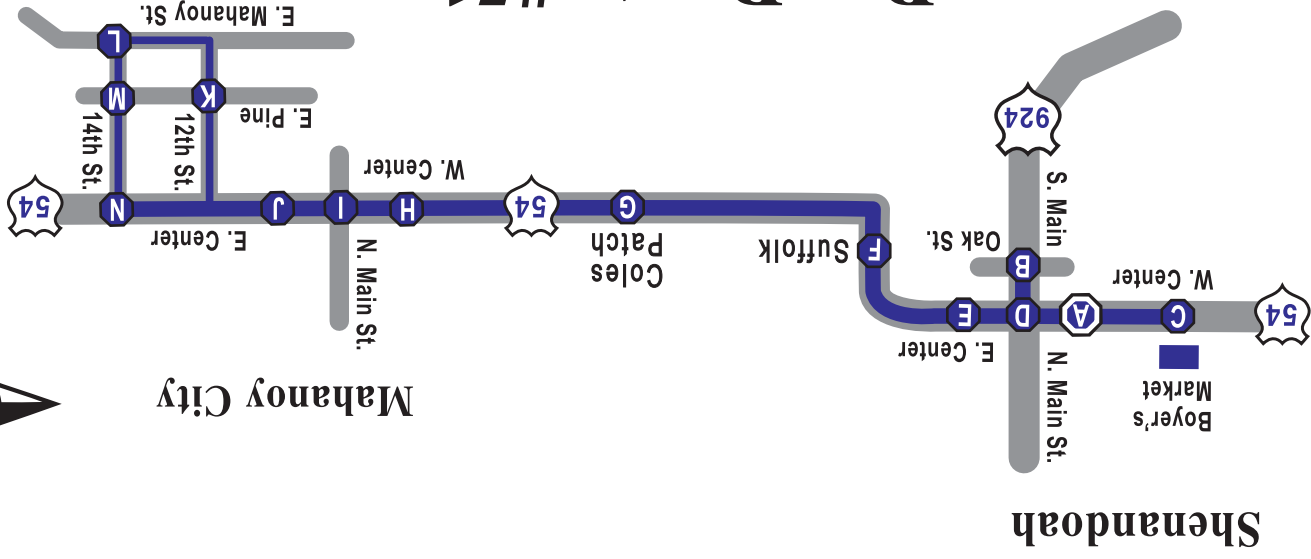 Shenandoah
Mahanoy City
Boyer's
Market
N. Main St.
E. Center
54
C
A
D
E
W. Center
B
Oak St.
S. Main
924
F
Suffolk
Coles
Patch
G
54
H
W. Center
N. Main St.
I
J
E. Center
N
54
12th St.
14th St.
E. Pine
K
M
L
E. Mahanoy St.